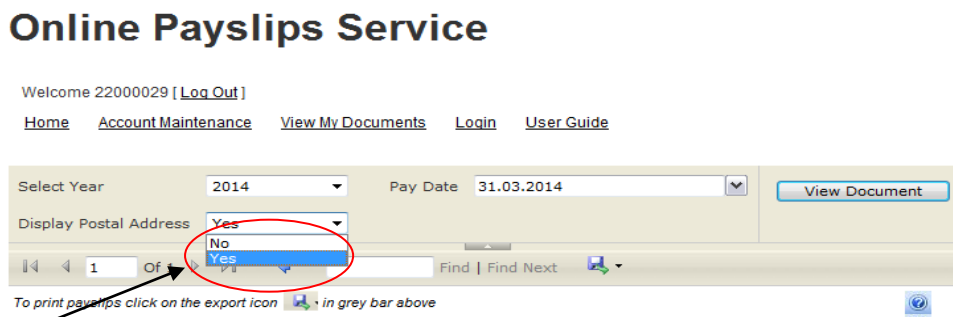 Online Payslips Service
Welcome 22000029 [ Log Out ]
Home Account Maintenance View My Documents Login User Guide
Select Year 2014 Pay Date 31.03.2014 View Document
Display Postal Address Yes
No
Yes
1 Of 1 Find | Find Next
To print payslips click on the export icon in grey bar above